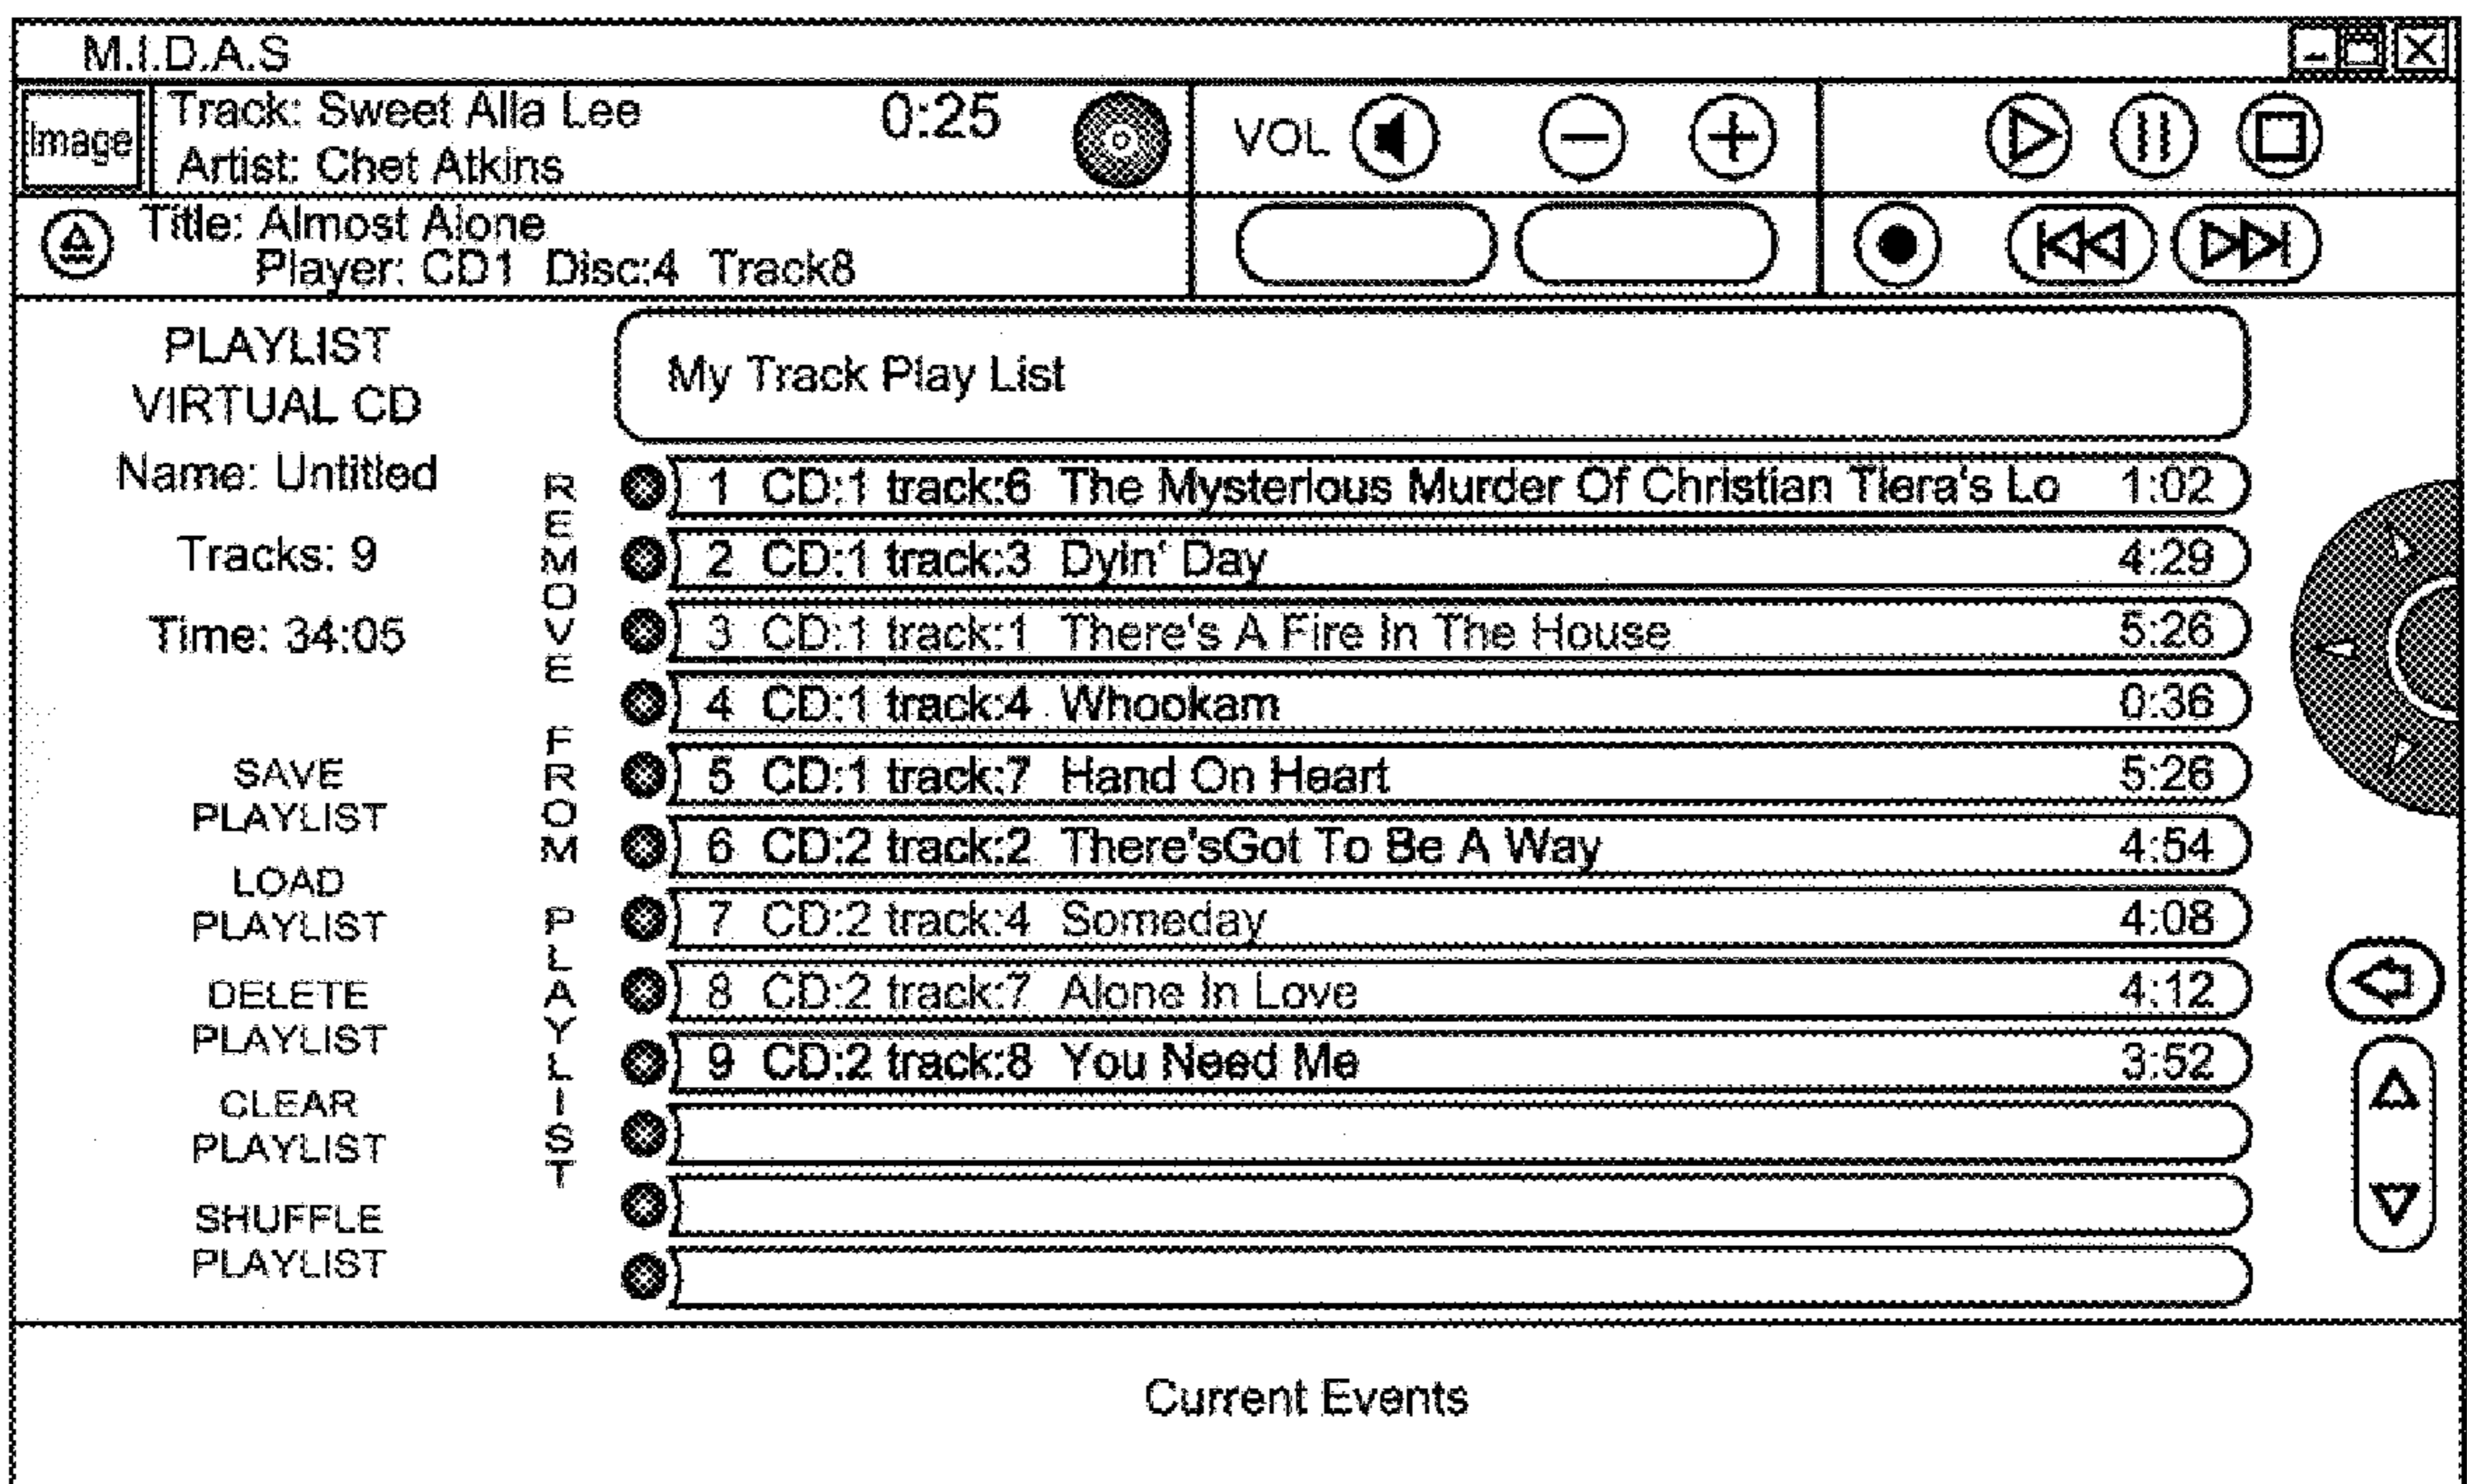 M.I.D.A.S
Image
Track: Sweet Alla Lee 0:25
Artist: Chet Atkins
VOL
Title: Almost Alone
Player: CD1 Disc:4 Track8
PLAYLIST
VIRTUAL CD
Name: Untitled
Tracks: 9
Time: 34:05
SAVE
PLAYLIST
LOAD
PLAYLIST
DELETE
PLAYLIST
CLEAR
PLAYLIST
SHUFFLE
PLAYLIST
REMOVE FROM PLAYLIST
My Track Play List
1 CD:1 track:6 The Mysterious Murder Of Christian Tiera's Lo 1:02
2 CD:1 track:3 Dyin' Day 4:29
3 CD:1 track:1 There's A Fire In The House 5:26
4 CD:1 track:4 Whookam 0:36
5 CD:1 track:7 Hand On Heart 5:26
6 CD:2 track:2 There'sGot To Be A Way 4:54
7 CD:2 track:4 Someday 4:08
8 CD:2 track:7 Alone In Love 4:12
9 CD:2 track:8 You Need Me 3:52
Current Events